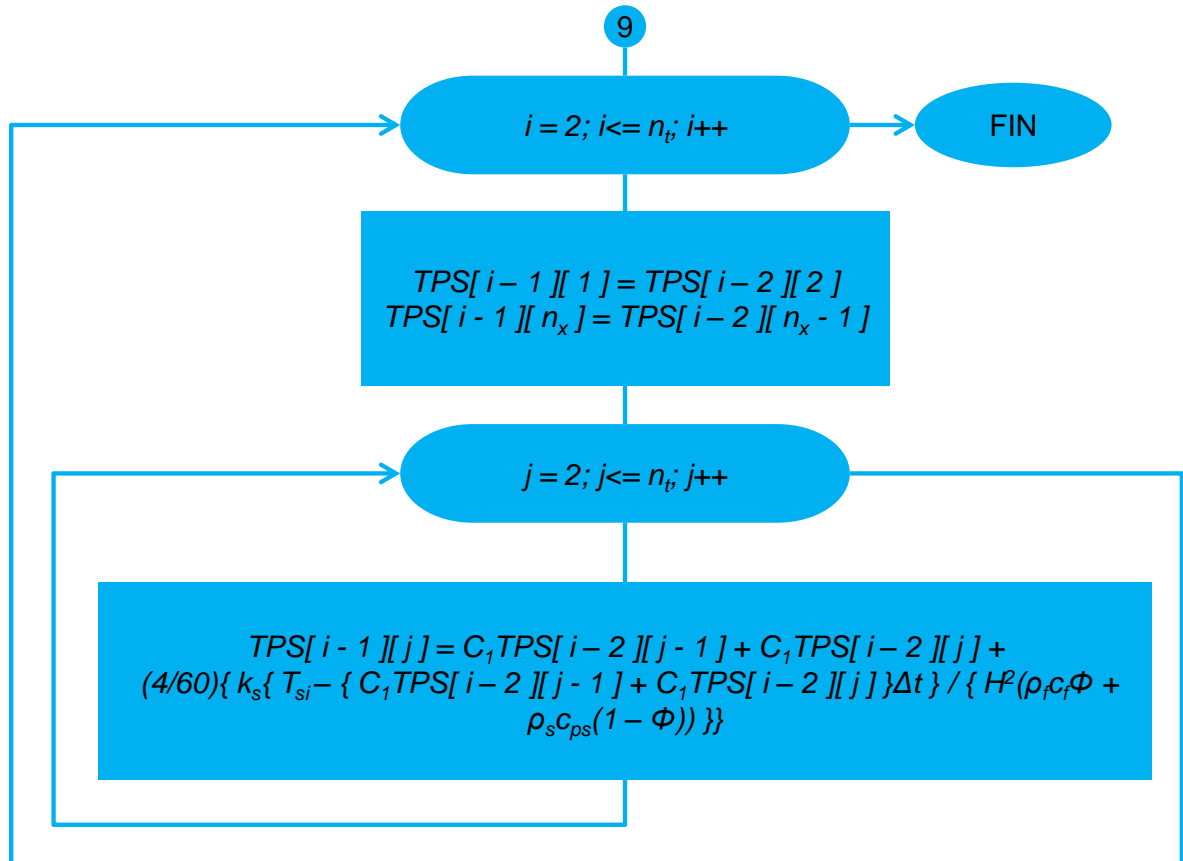 9
i = 2; i<= nₜ; i++
FIN
TPS[ i – 1 ][ 1 ] = TPS[ i – 2 ][ 2 ]
TPS[ i - 1 ][ nₓ ] = TPS[ i – 2 ][ nₓ - 1 ]
j = 2; j<= nₜ; j++
TPS[ i - 1 ][ j ] = C₁TPS[ i – 2 ][ j - 1 ] + C₁TPS[ i – 2 ][ j ] +
(4/60){ kₛ{ Tₛᵢ – { C₁TPS[ i – 2 ][ j - 1 ] + C₁TPS[ i – 2 ][ j ] }Δt } / { H²(ρ_f c_f Φ +
ρₛcₚₛ(1 – Φ)) }}